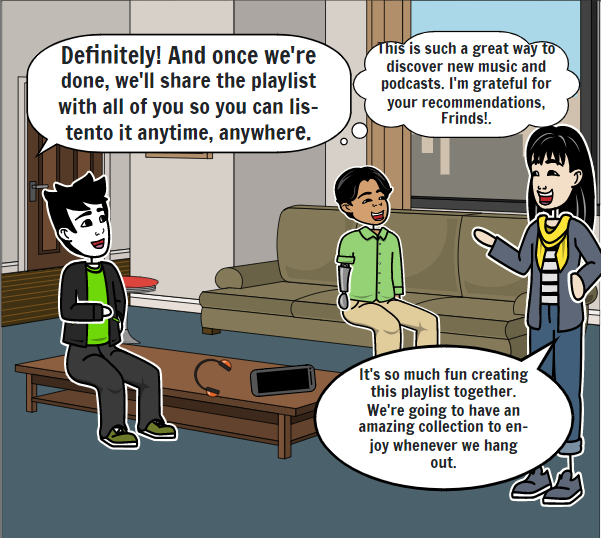 Definitely! And once we're
done, we'll share the playlist
with all of you so you can lis-
tento it anytime, anywhere.
This is such a great way to
discover new music and
podcasts. I'm grateful for
your recommendations,
Frinds!.
It's so much fun creating
this playlist together.
We're going to have an
amazing collection to en-
joy whenever we hang
out.